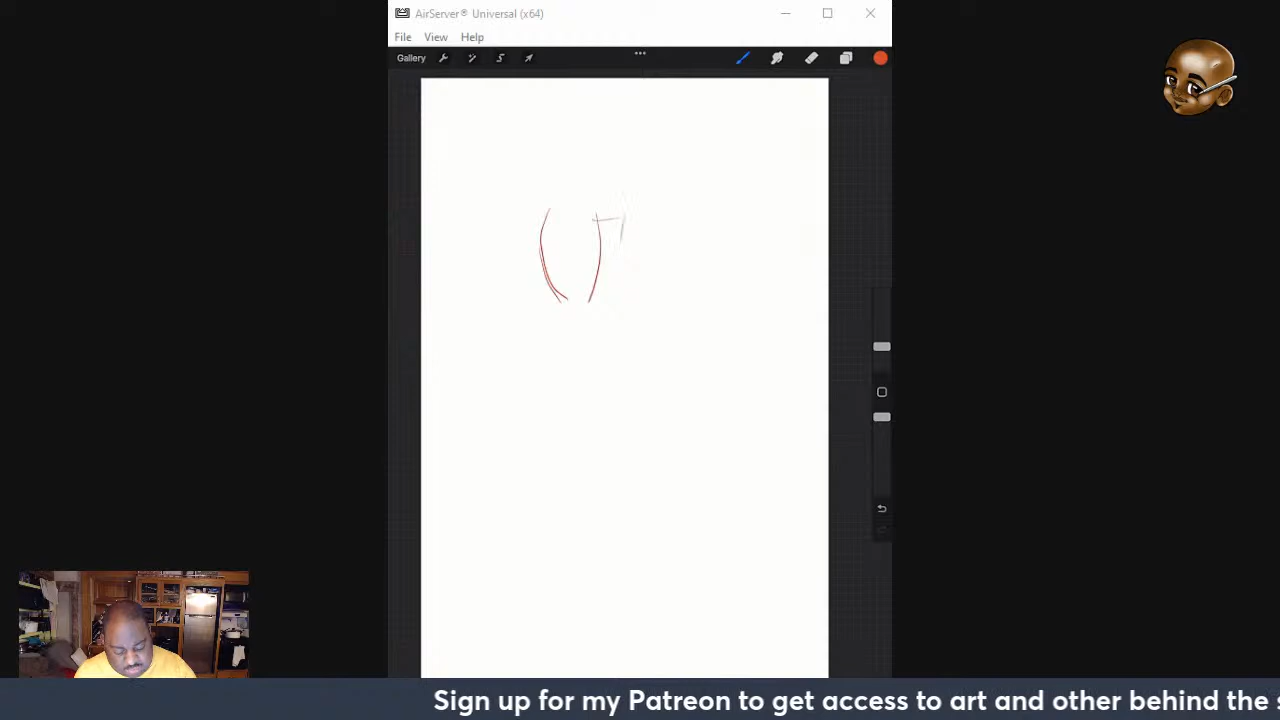 AirServer® Universal (x64)
File View Help
Gallery
Sign up for my Patreon to get access to art and other behind the